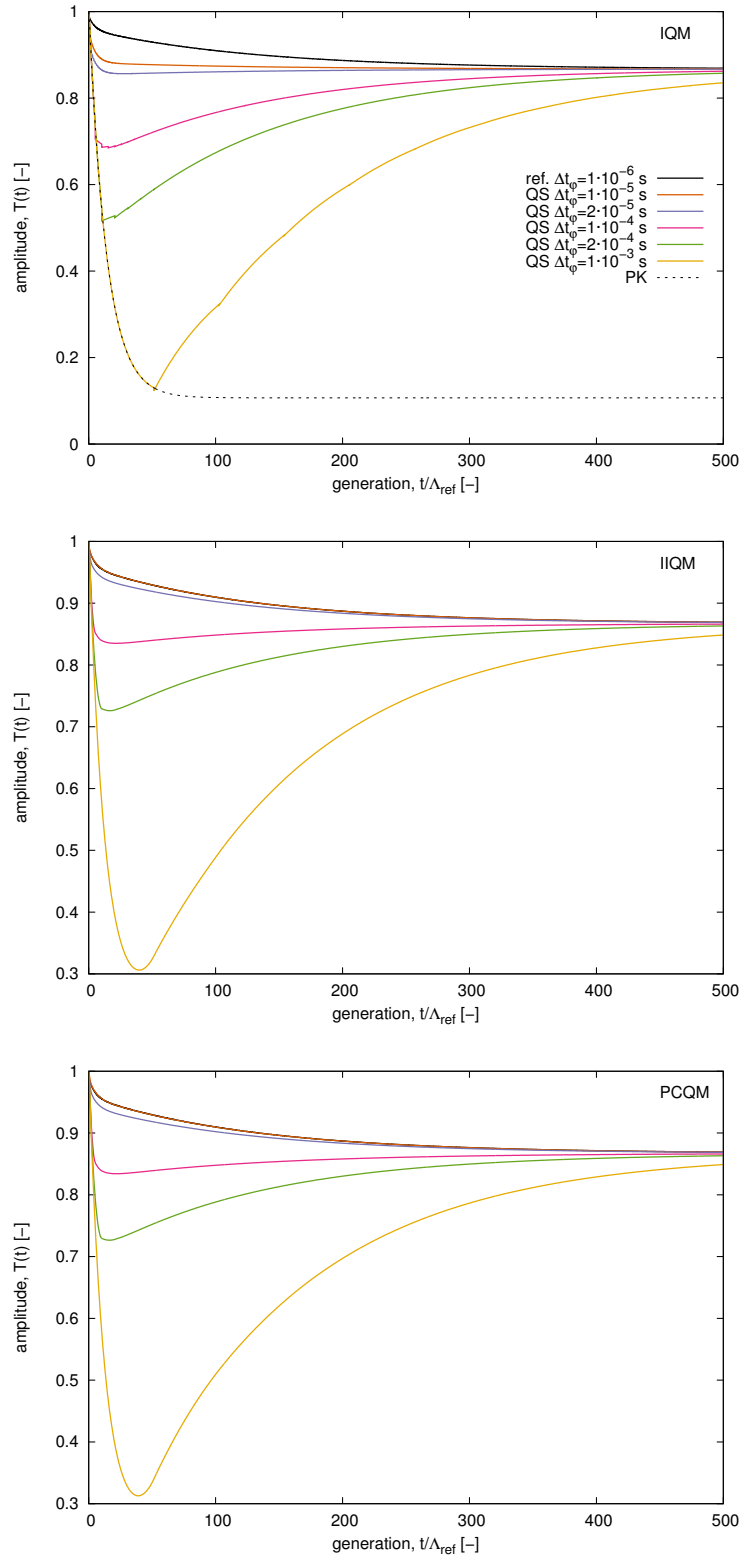 IQM
1
0.8
0.6
0.4
0.2
0
amplitude, T(t) [−]
ref. Δtφ=1·10−6 s
QS Δtφ=1·10−5 s
QS Δtφ=2·10−5 s
QS Δtφ=1·10−4 s
QS Δtφ=2·10−4 s
QS Δtφ=1·10−3 s
PK
0 100 200 300 400 500
generation, t/Λref [−]
IIQM
1
0.9
0.8
0.7
0.6
0.5
0.4
0.3
amplitude, T(t) [−]
0 100 200 300 400 500
generation, t/Λref [−]
PCQM
1
0.9
0.8
0.7
0.6
0.5
0.4
0.3
amplitude, T(t) [−]
0 100 200 300 400 500
generation, t/Λref [−]